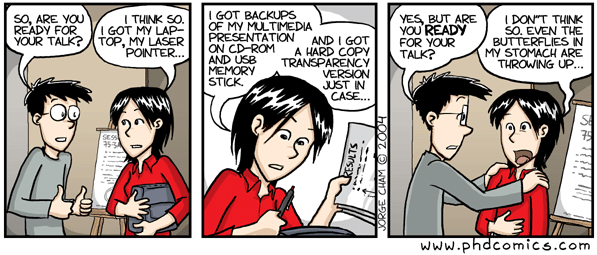 SO, ARE YOU
READY FOR
YOUR TALK?
I THINK SO.
I GOT MY LAP-
TOP, MY LASER
POINTER...
I GOT BACKUPS
OF MY MULTIMEDIA
PRESENTATION
ON CD-ROM
AND USB
MEMORY
STICK.
AND I GOT
A HARD COPY
TRANSPARENCY
VERSION
JUST IN
CASE...
RESULTS
JORGE CHAM © 2004
YES, BUT ARE
YOU READY
FOR YOUR
TALK?
I DON"T THINK
SO. EVEN THE
BUTTERFLIES IN
MY STOMACH ARE
THROWING UP...
www.phdcomics.com